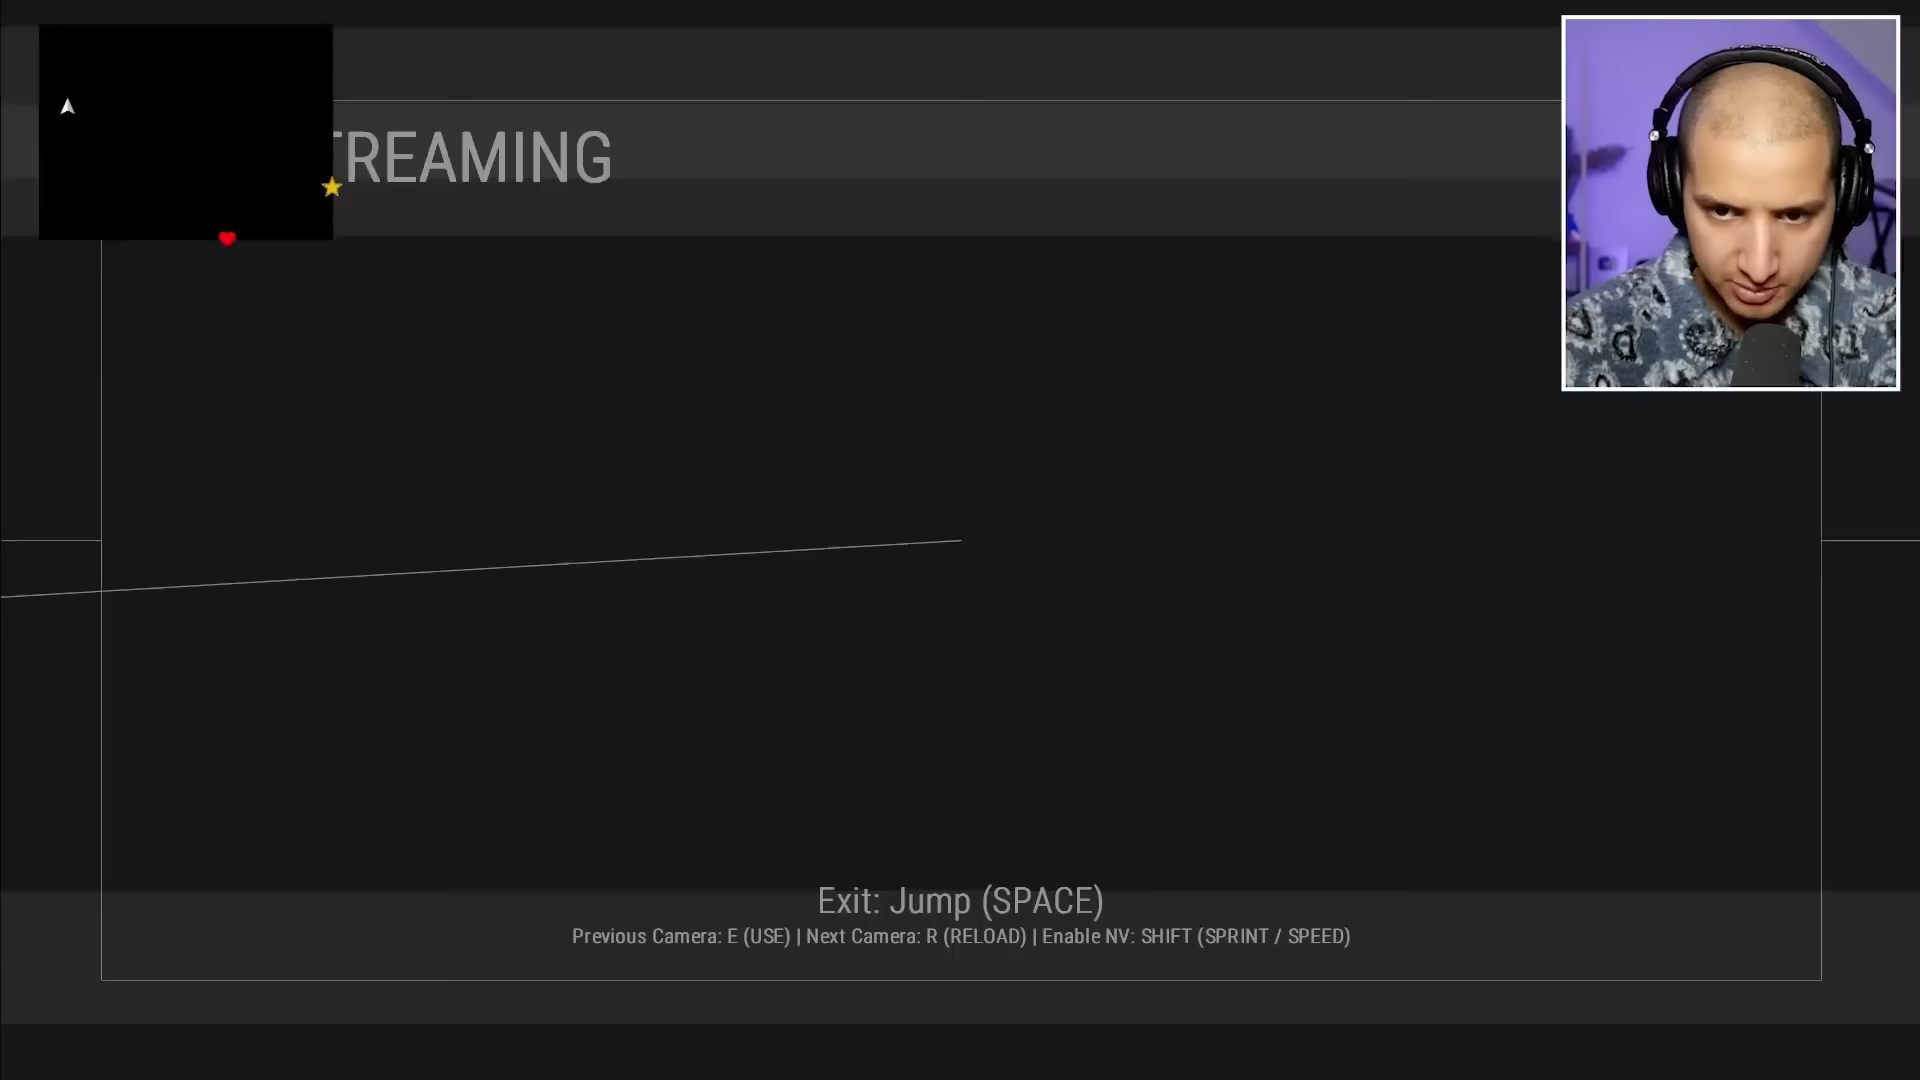 TREAMING
Exit: Jump (SPACE)
Previous Camera: E (USE) | Next Camera: R (RELOAD) | Enable NV: SHIFT (SPRINT / SPEED)